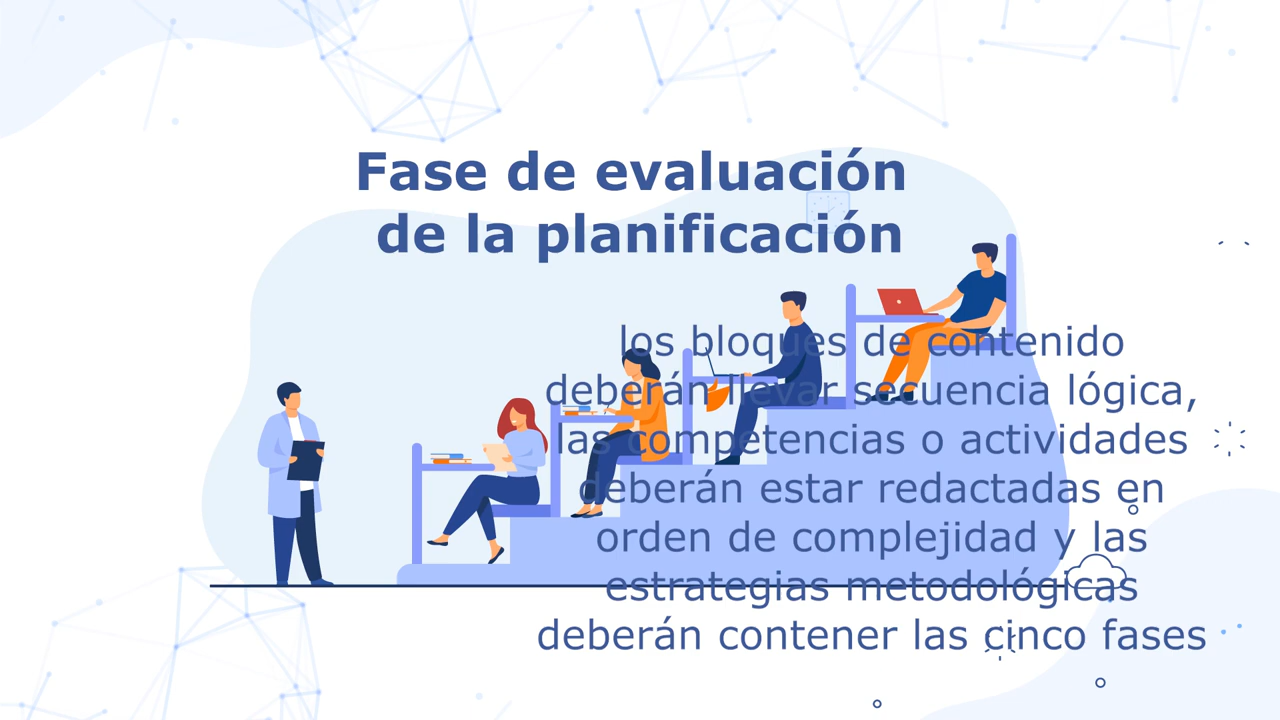 Fase de evaluación
de la planificación
los bloques de contenido
deberán llevar secuencia lógica,
las competencias o actividades
deberán estar redactadas en
orden de complejidad y las
estrategias metodológicas
deberán contener las cinco fases